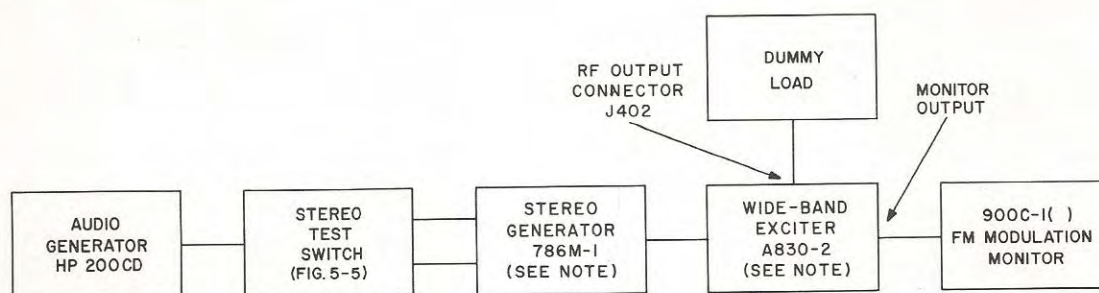 DUMMY
LOAD
RF OUTPUT
CONNECTOR
J402
MONITOR
OUTPUT
AUDIO
GENERATOR
HP 200CD
STEREO
TEST
SWITCH
(FIG. 5-5)
STEREO
GENERATOR
786M-1
(SEE NOTE)
WIDE-BAND
EXCITER
A830-2
(SEE NOTE)
900C-1( )
FM MODULATION
MONITOR